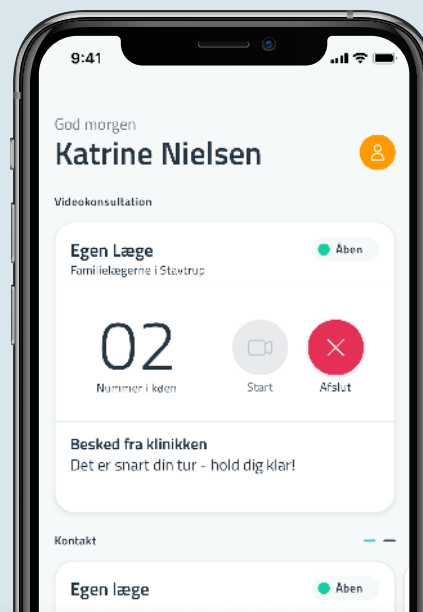 9:41
God morgen
Katrine Nielsen
Videokonsultation
Egen Læge
Åben
Familielægerne i Stavtrup
02
Nummer i køen
Start
Afslut
Besked fra klinikken
Det er snart din tur - hold dig klar!
Kontakt
Egen læge
Åben